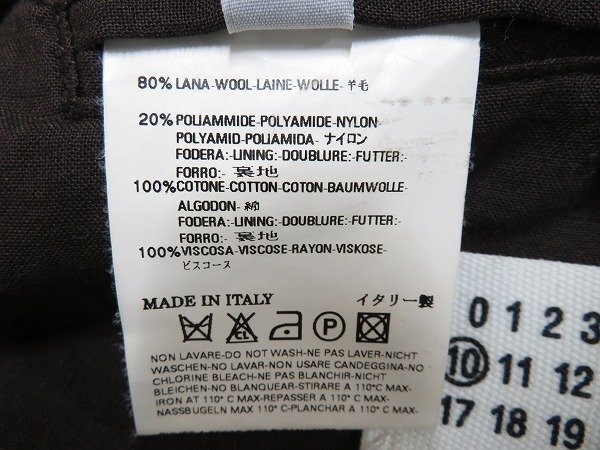 80% LANA-WOOL-LAINE-WOLLE-羊毛
20% POLIAMMIDE-POLYAMIDE-NYLON-
POLYAMID-POLIAMIDA-ナイロン
FODERA:-LINING:-DOUBLURE:-FUTTER:-
FORRO:-裏地
100% COTONE-COTTON-COTON-BAUMWOLLE-
ALGODON-綿
FODERA:-LINING:-DOUBLURE:-FUTTER:-
FORRO:-裏地
100% VISCOSA-VISCOSE-RAYON-VISKOSE-
ビスコース
MADE IN ITALY イタリー製
CL P
NON LAVARE-DO NOT WASH-NE PAS LAVER-NICHT
WASCHEN-NO LAVAR-NON USARE CANDEGGINA-NO
CHLORINE BLEACH-NE PAS BLANCHIR-NICHT
BLEICHEN-NO BLANQUEAR-STIRARE A 110°C MAX-
IRON AT 110°C MAX-REPASSER A 110°C MAX-
NASSBUGELN MAX 110° C-PLANCHAR A 110°C MAX-
0 1 2 3
10 11 12
17 18 19